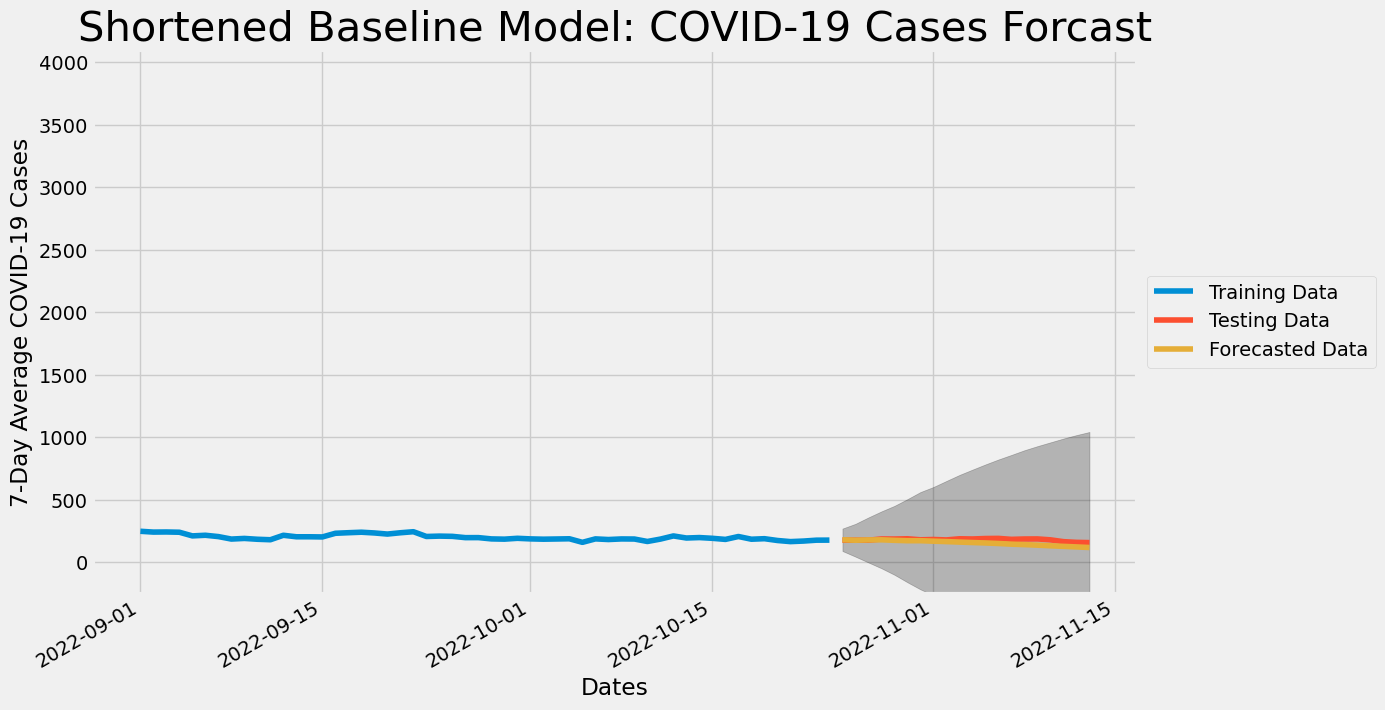 Shortened Baseline Model: COVID-19 Cases Forcast
7-Day Average COVID-19 Cases
4000
3500
3000
2500
2000
1500
1000
500
0
2022-09-01
2022-09-15
2022-10-01
2022-10-15
2022-11-01
2022-11-15
Dates
Training Data
Testing Data
Forecasted Data